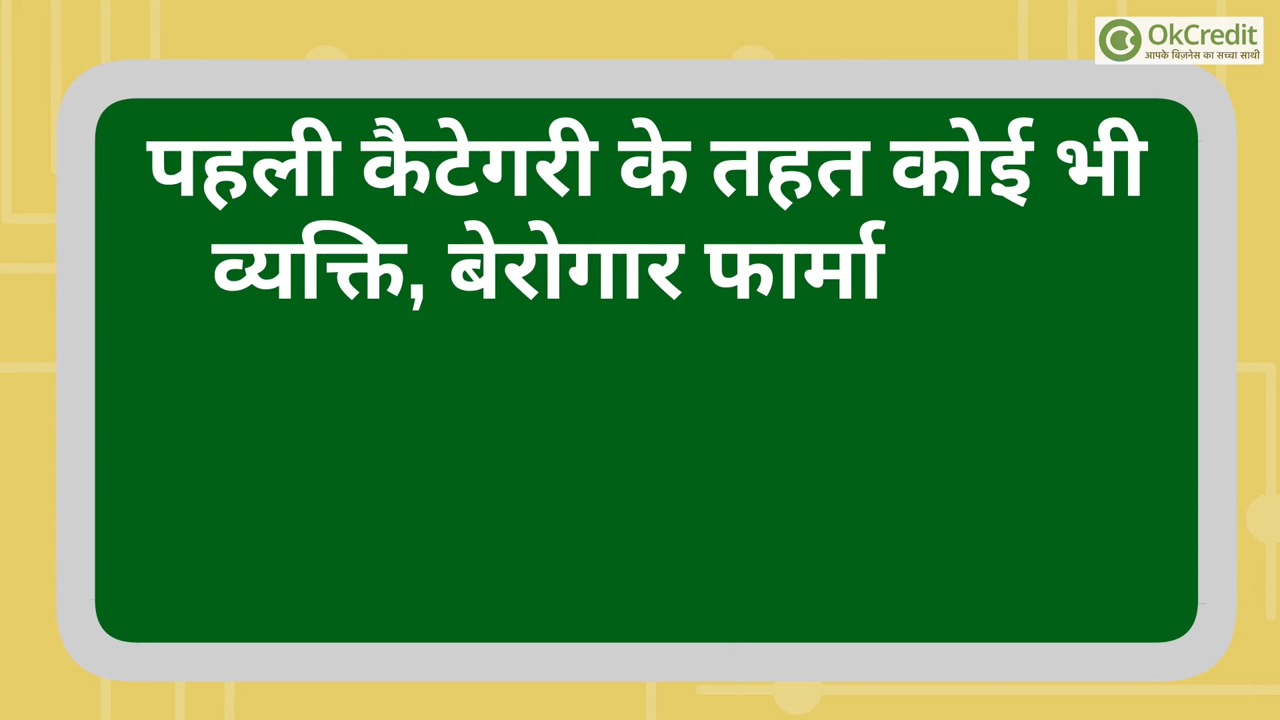 OkCredit
आपके बिज़नेस का सच्चा साथी
पहली कैटेगरी के तहत कोई भी
व्यक्ति, बेरोगार फार्मा